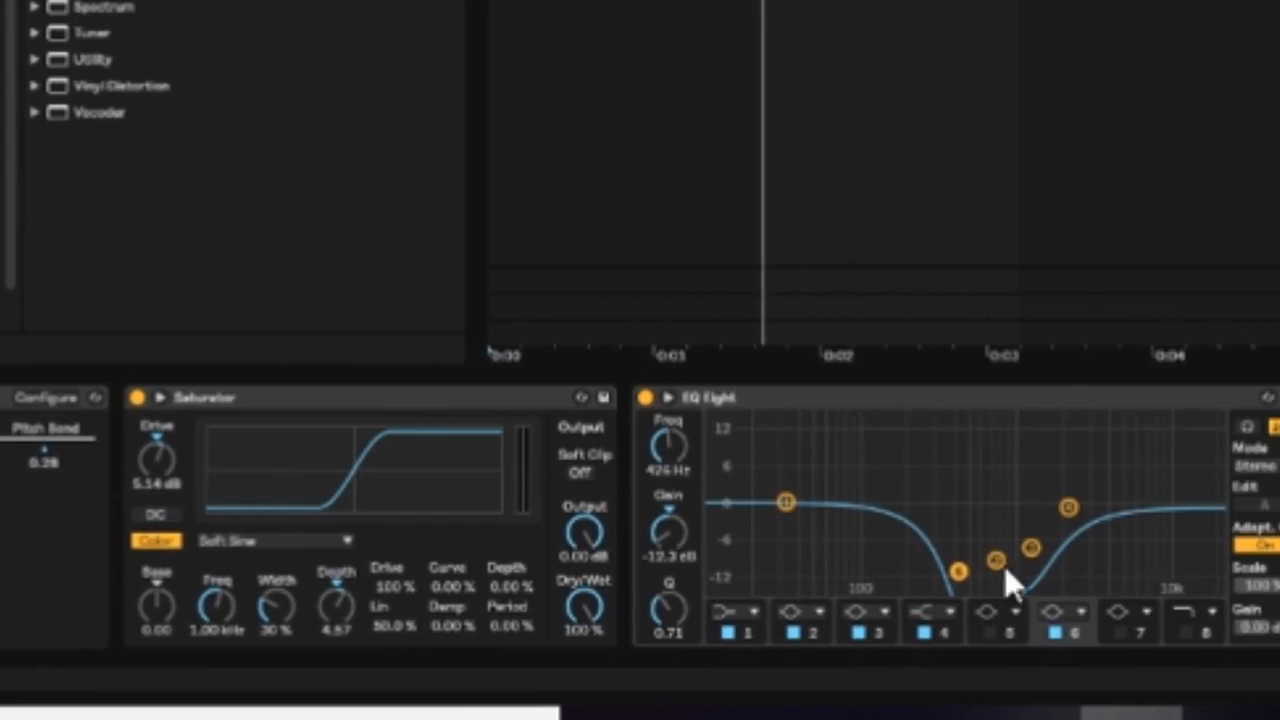 Spectrum
Tuner
Utility
Vinyl Distortion
Vocoder
0:00 0:01 0:02 0:03 0:04
Configure
Pitch Bend
0.28
Saturator
Drive
5.14 dB
DC
Color
Soft Sine
Base
0.00
Freq
1.00 kHz
Width
30 %
Depth
4.57
Drive Curve Depth
100 % 0.00 % 0.00 %
Lin Damp Period
50.0 % 0.00 % 0.00 %
Output
Soft Clip
Off
Output
0.00 dB
Dry/Wet
100 %
EQ Eight
Freq
426 Hz
Gain
-12.3 dB
Q
0.71
12
6
0
-6
-12
100 10k
1 2 3 4 5 6 7 8
Mode
Stereo
Edit
A
Adapt.
On
Scale
100 %
Gain
0.00 d